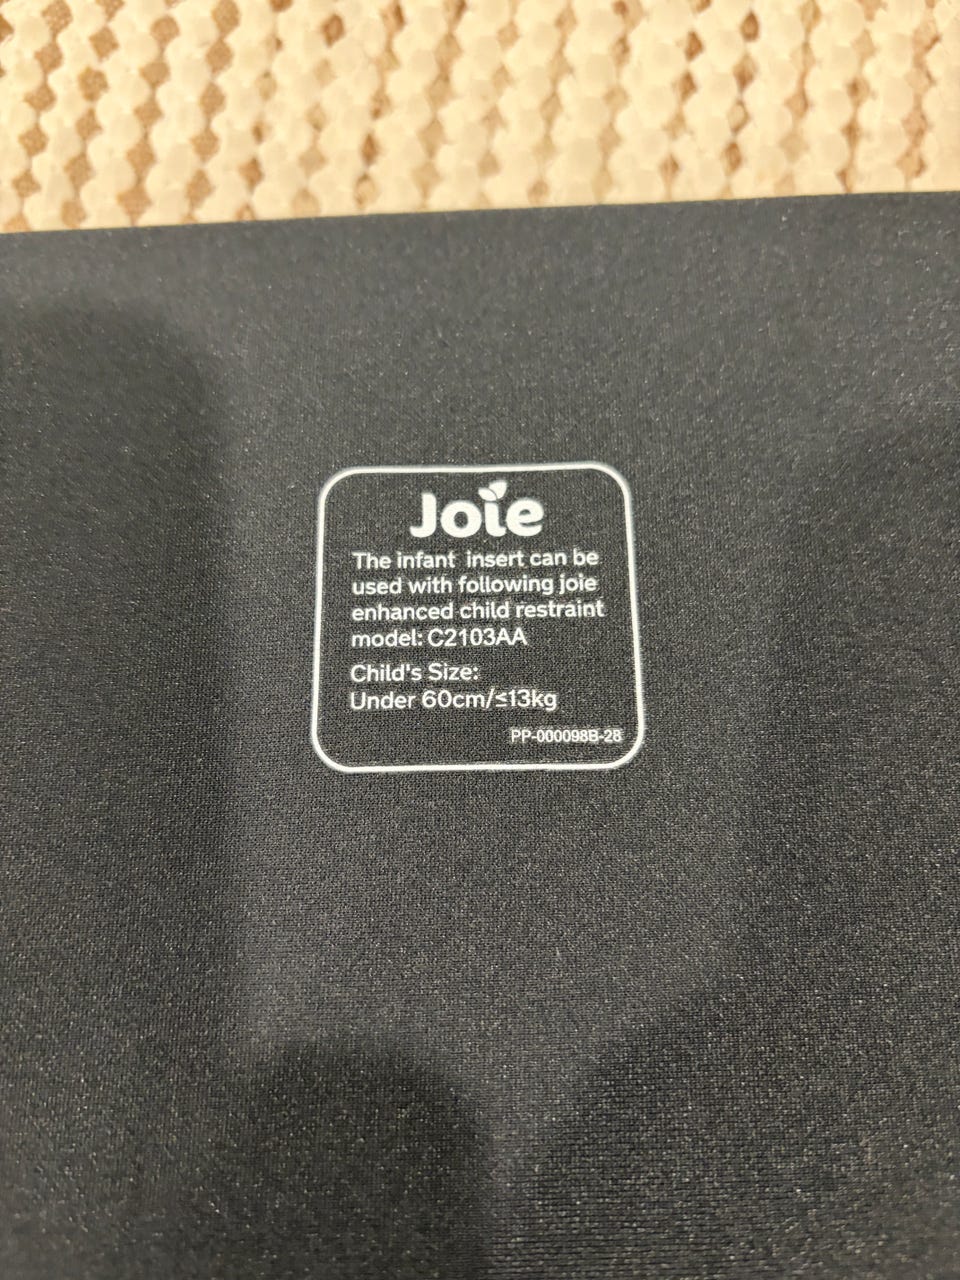 Joie
The infant insert can be
used with following joie
enhanced child restraint
model: C2103AA
Child's Size:
Under 60cm/≤13kg
PP-000098B-28